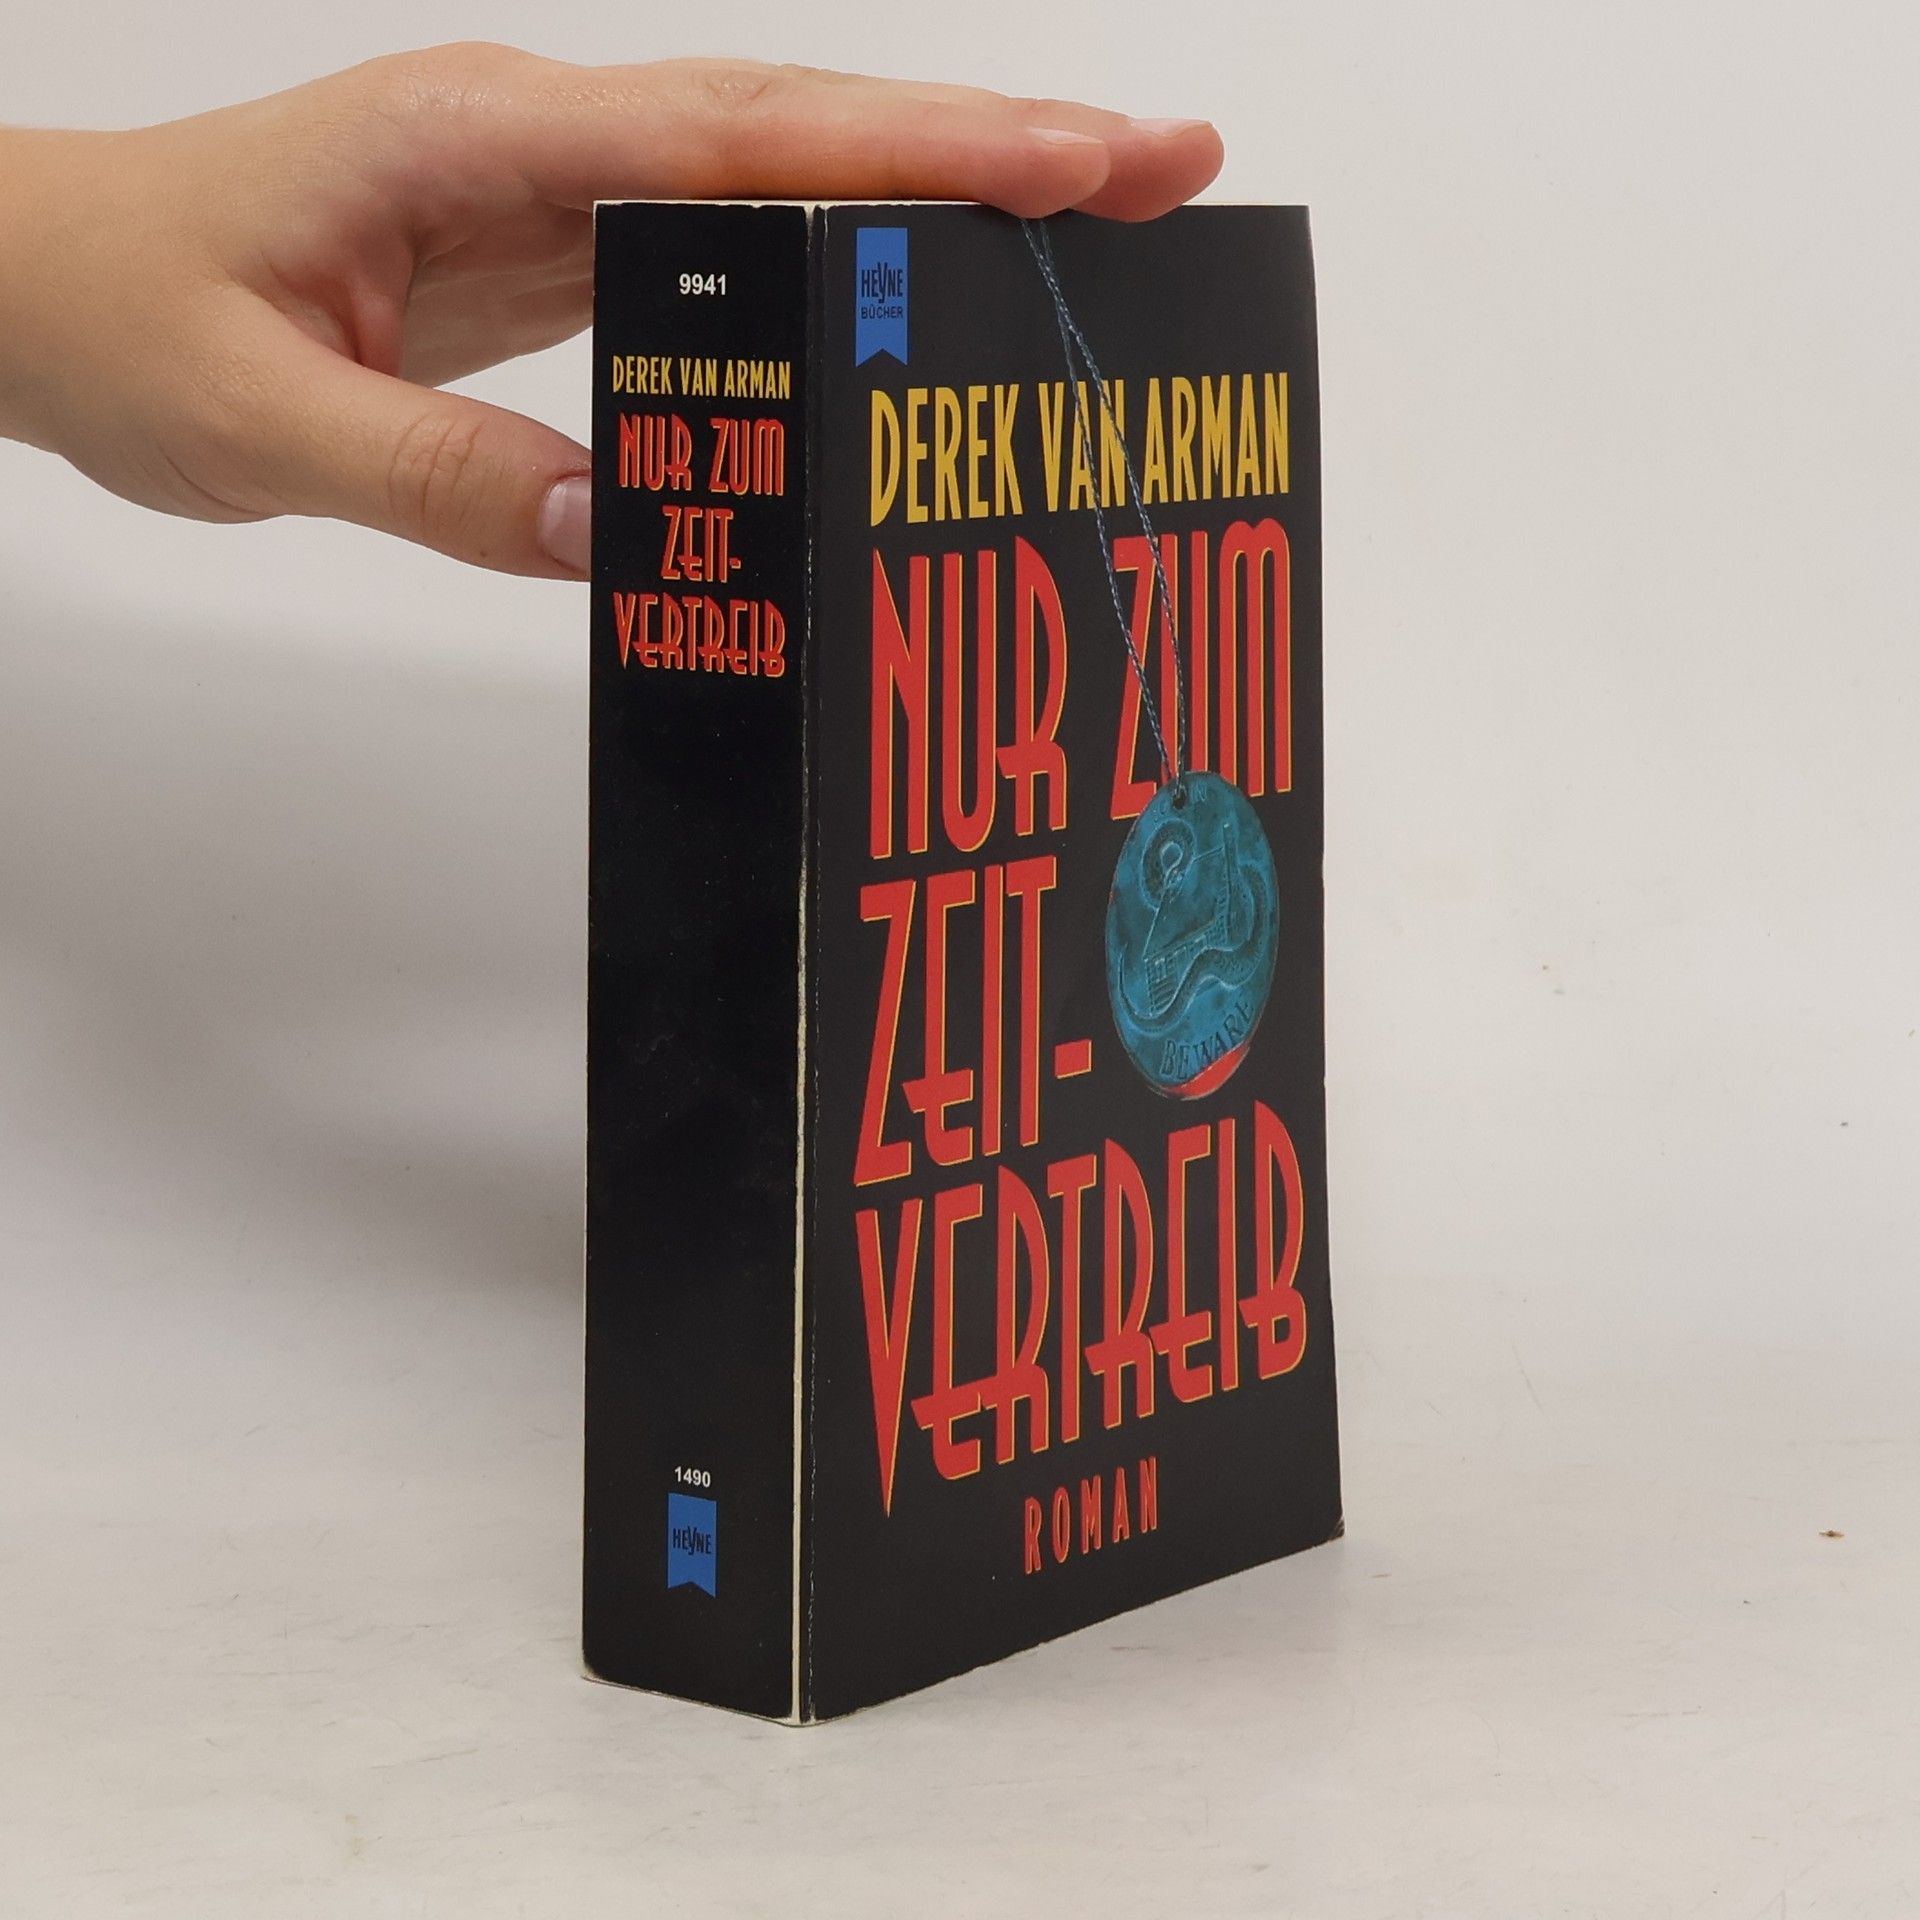 9941
DEREK VAN ARMAN
NUR ZUM
ZEIT-
VERTREIB
1490
HEYNE
HEYNE
BÜCHER
DEREK VAN ARMAN
NUR ZUM
ZEIT-
VERTREIB
BEWARE
ROMAN